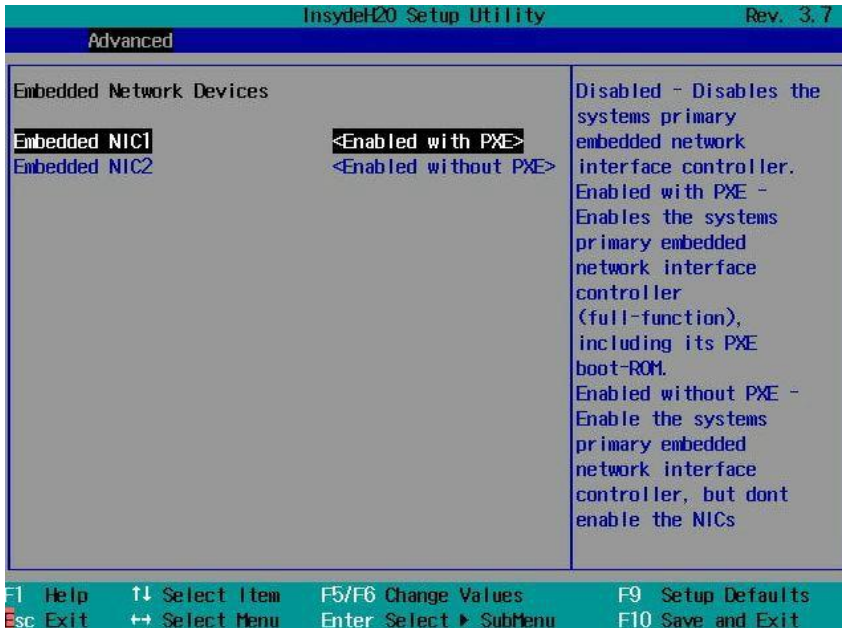 InsydeH2O Setup Utility Rev. 3.7
Advanced
Embedded Network Devices
Embedded NIC1 <Enabled with PXE>
Embedded NIC2 <Enabled without PXE>
Disabled - Disables the
systems primary
embedded network
interface controller.
Enabled with PXE -
Enables the systems
primary embedded
network interface
controller
(full-function),
including its PXE
boot-ROM.
Enabled without PXE -
Enable the systems
primary embedded
network interface
controller, but dont
enable the NICs
F1 Help ↑↓ Select Item F5/F6 Change Values F9 Setup Defaults
Esc Exit ↔ Select Menu Enter Select ▶ SubMenu F10 Save and Exit